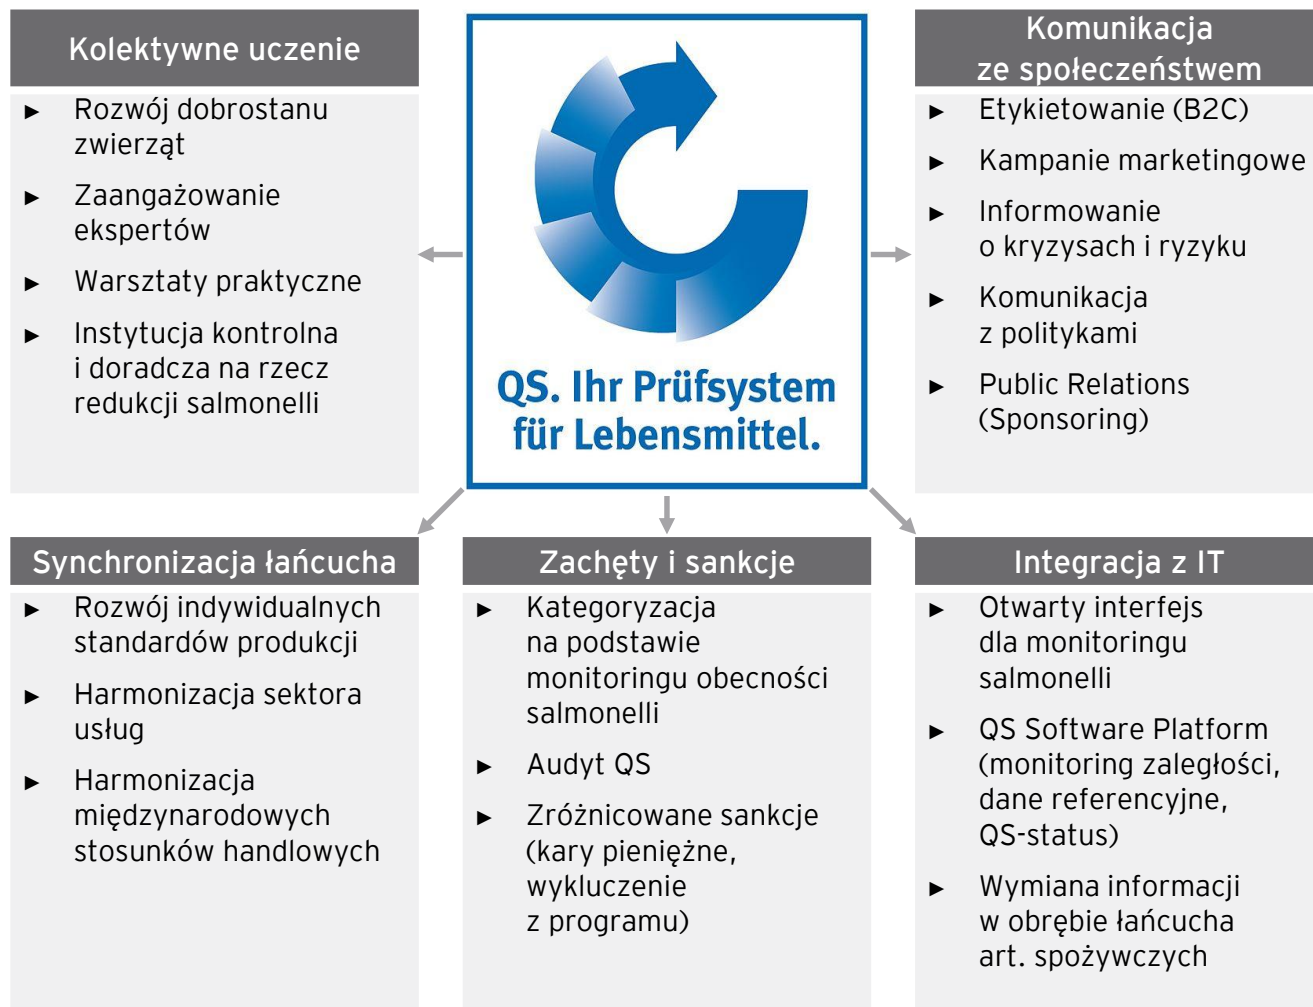 Kolektywne uczenie
► Rozwój dobrostanu
zwierząt
► Zaangażowanie
ekspertów
► Warsztaty praktyczne
► Instytucja kontrolna
i doradcza na rzecz
redukcji salmonelli
QS. Ihr Prüfsystem
für Lebensmittel.
Komunikacja
ze społeczeństwem
► Etykietowanie (B2C)
► Kampanie marketingowe
► Informowanie
o kryzysach i ryzyku
► Komunikacja
z politykami
► Public Relations
(Sponsoring)
Synchronizacja łańcucha
► Rozwój indywidualnych
standardów produkcji
► Harmonizacja sektora
usług
► Harmonizacja
międzynarodowych
stosunków handlowych
Zachęty i sankcje
► Kategoryzacja
na podstawie
monitoringu obecności
salmonelli
► Audyt QS
► Zróżnicowane sankcje
(kary pieniężne,
wykluczenie
z programu)
Integracja z IT
► Otwarty interfejs
dla monitoringu
salmonelli
► QS Software Platform
(monitoring zaległości,
dane referencyjne,
QS-status)
► Wymiana informacji
w obrębie łańcucha
art. spożywczych